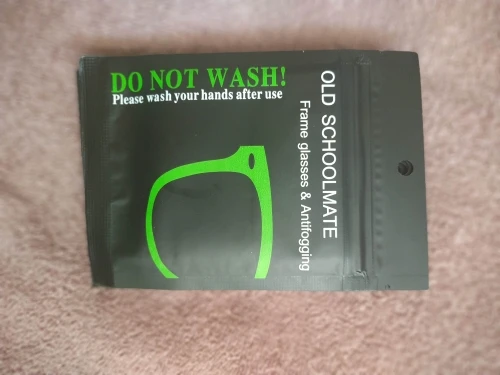 DO NOT WASH!
Please wash your hands after use
OLD SCHOOLMATE
Frame glasses & Antifogging